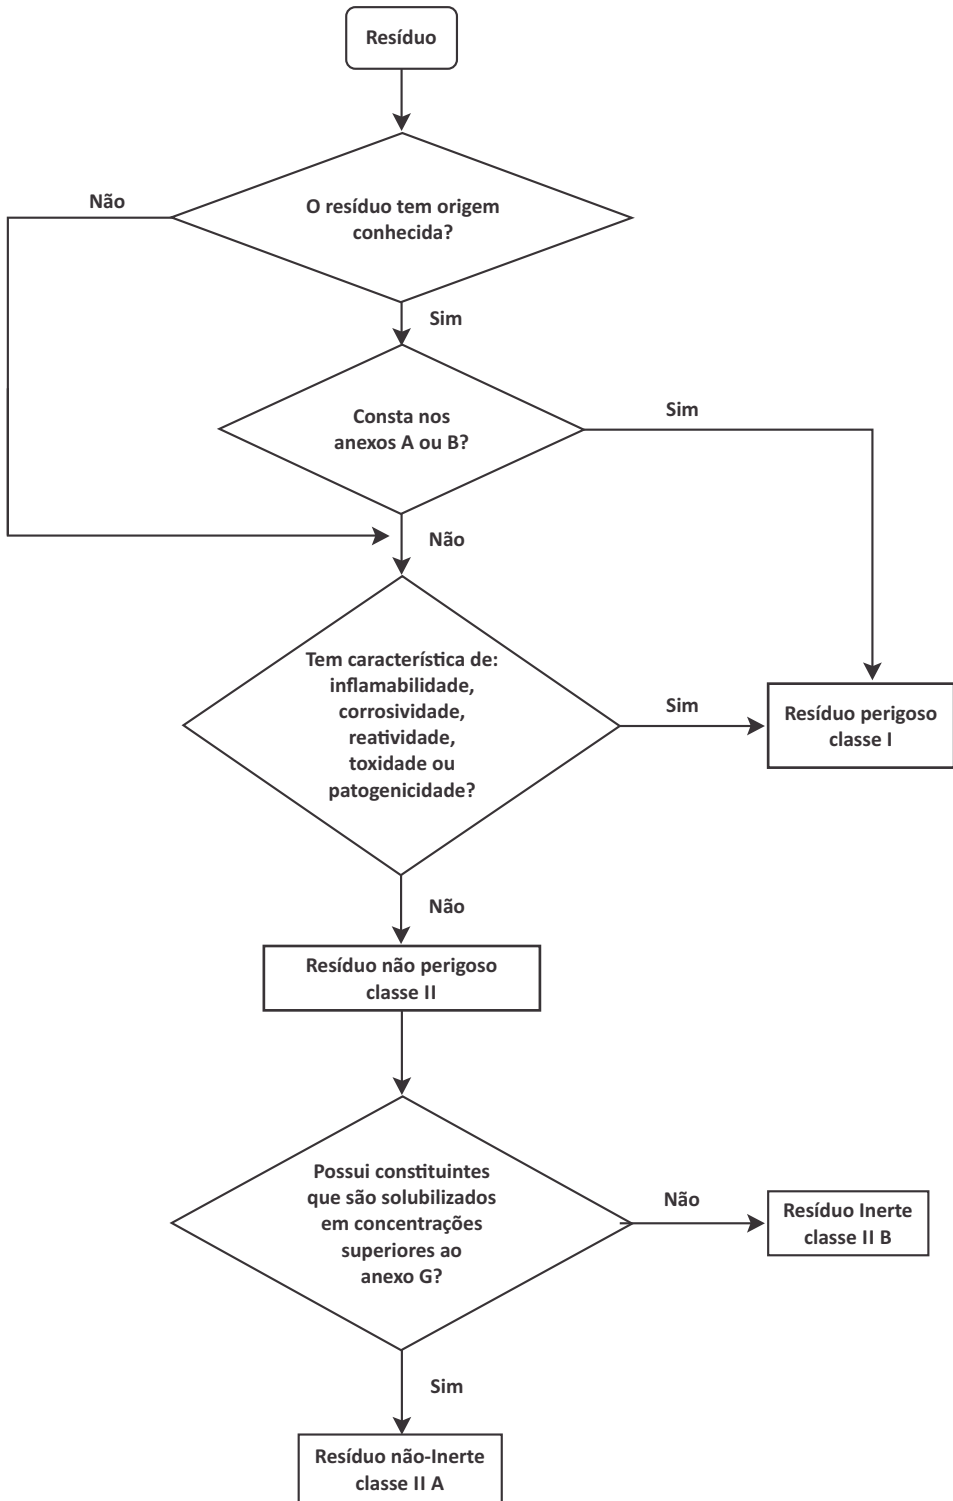 Resíduo
Não
O resíduo tem origem
conhecida?
Sim
Consta nos
anexos A ou B?
Sim
Não
Tem característica de:
inflamabilidade,
corrosividade,
reatividade,
toxidade ou
patogenicidade?
Sim
Resíduo perigoso
classe I
Não
Resíduo não perigoso
classe II
Possui constituintes
que são solubilizados
em concentrações
superiores ao
anexo G?
Não
Resíduo Inerte
classe II B
Sim
Resíduo não-Inerte
classe II A